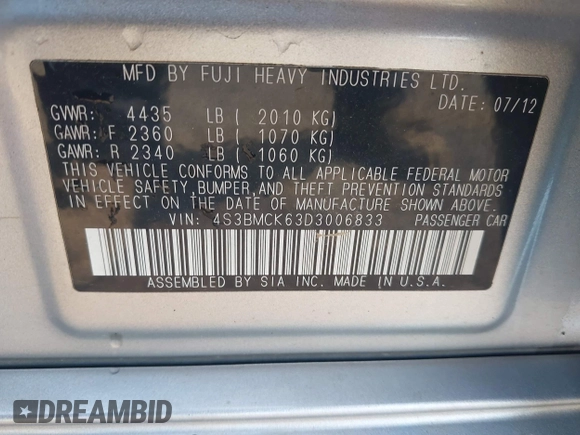 MFD BY FUJI HEAVY INDUSTRIES LTD.
DATE: 07/12
GVWR: 4435 LB ( 2010 KG)
GAWR: F 2360 LB ( 1070 KG)
GAWR: R 2340 LB ( 1060 KG)
THIS VEHICLE CONFORMS TO ALL APPLICABLE FEDERAL MOTOR
VEHICLE SAFETY, BUMPER, AND THEFT PREVENTION STANDARDS
IN EFFECT ON THE DATE OF MANUFACTURE SHOWN ABOVE.
VIN: 4S3BMCK63D3006833 PASSENGER CAR
ASSEMBLED BY SIA INC. MADE IN U.S.A.
DREAMBID